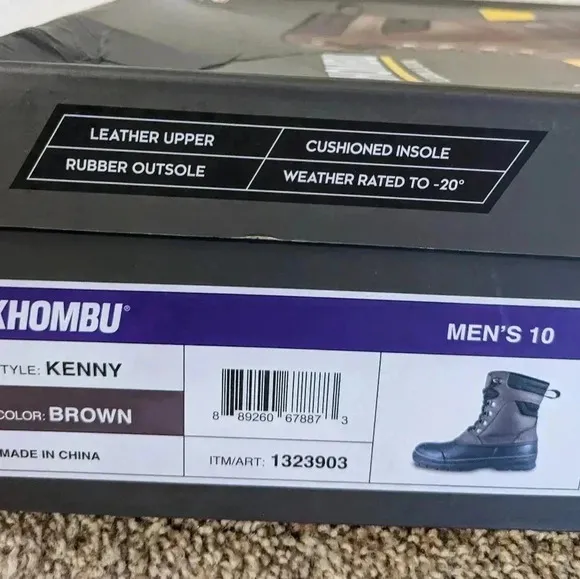 LEATHER UPPER
CUSHIONED INSOLE
RUBBER OUTSOLE
WEATHER RATED TO -20°
KHOMBU®
MEN'S 10
TYLE: KENNY
COLOR: BROWN
MADE IN CHINA
8 89260 67887 3
ITM/ART: 1323903